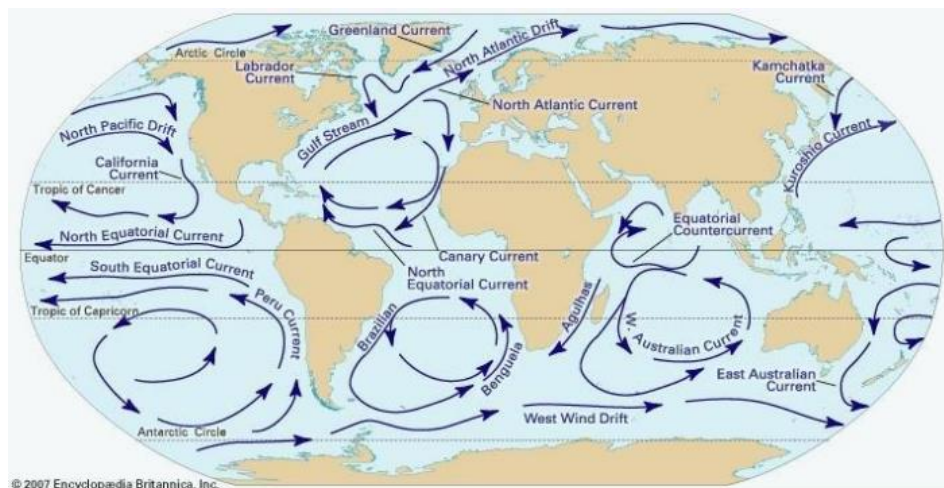 Greenland Current
North Atlantic Drift
Arctic Circle
Labrador
Current
Kamchatka
Current
North Atlantic Current
North Pacific Drift
Gulf Stream
Kuroshio Current
California
Current
Tropic of Cancer
Equatorial
Countercurrent
North Equatorial Current
Canary Current
Equator
South Equatorial Current
North
Equatorial Current
Peru Current
Tropic of Capricorn
Brazilian
Agulhas
W. Australian Current
Benguela
East Australian
Current
West Wind Drift
Antarctic Circle
© 2007 Encyclopædia Britannica, Inc.